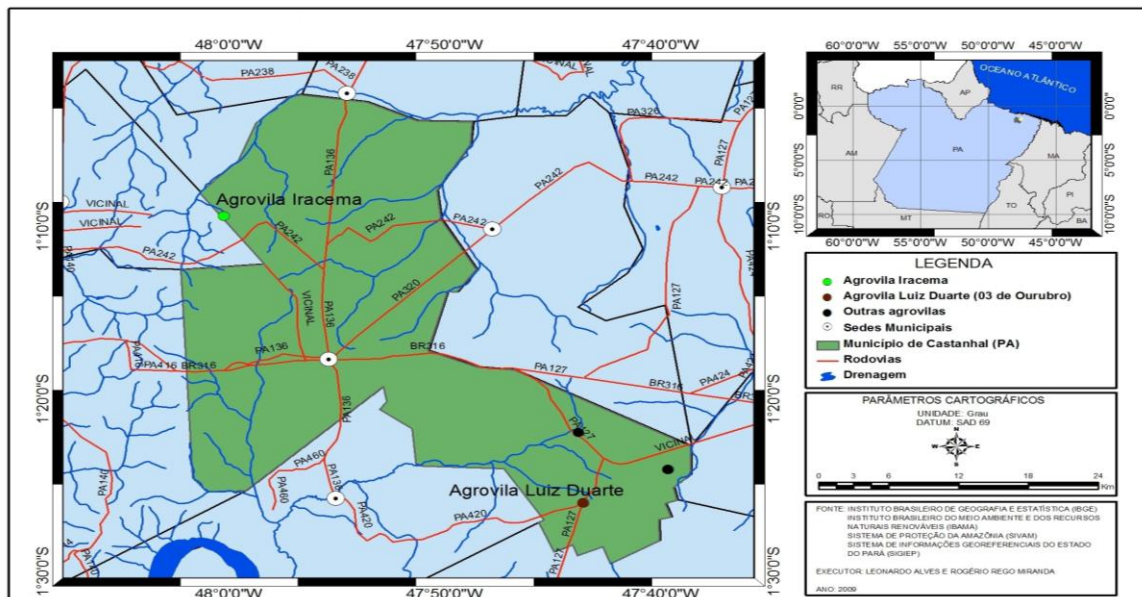 48°0'0"W 47°50'0"W 47°40'0"W
PA238
PA238
PA326
PA127
PA127
PA242
PA242
PA242
Agrovila Iracema
VICINAL
VICINAL
PA242
PA242
PA242
PA242
PA136
PA320
VICINAL
PA136
PA127
PA136
BR316
PA416 BR316
PA127
BR316
PA424
PA136
PA127
VICINAL
PA140
PA460
PA460
PA136
PA420
PA420
Agrovila Luiz Duarte
PA127
PA127
1°10'0"S 1°10'0"S
1°20'0"S 1°20'0"S
1°30'0"S 1°30'0"S
48°0'0"W 47°50'0"W 47°40'0"W
60°0'0"W 55°0'0"W 50°0'0"W 45°0'0"W
OCEANO ATLÂNTICO
RR
AP
AM
PA
MA
PI
TO
RO
MT
BA
0°0'0" 0°0'0"
5°0'0"S 5°0'0"S
10°0'0"S 10°0'0"S
60°0'0"W 55°0'0"W 50°0'0"W 45°0'0"W
LEGENDA
Agrovila Iracema
Agrovila Luiz Duarte (03 de Ourubro)
Outras agrovilas
Sedes Municipais
Município de Castanhal (PA)
Rodovias
Drenagem
PARÂMETROS CARTOGRÁFICOS
UNIDADE: Grau
DATUM: SAD 69
N
W E
S
0 3 6 12 18 24
Km
FONTE: INSTITUTO BRASILEIRO DE GEOGRAFIA E ESTATÍSTICA (IBGE)
INSTITUTO BRASILEIRO DO MEIO AMBIENTE E DOS RECURSOS
NATURAIS RENOVÁVEIS (IBAMA)
SISTEMA DE PROTEÇÃO DA AMAZÔNIA (SIVAM)
SISTEMA DE INFORMAÇÕES GEOREFERENCIAIS DO ESTADO
DO PARÁ (SIGIEP)
EXECUTOR: LEONARDO ALVES E ROGÉRIO REGO MIRANDA
ANO: 2009